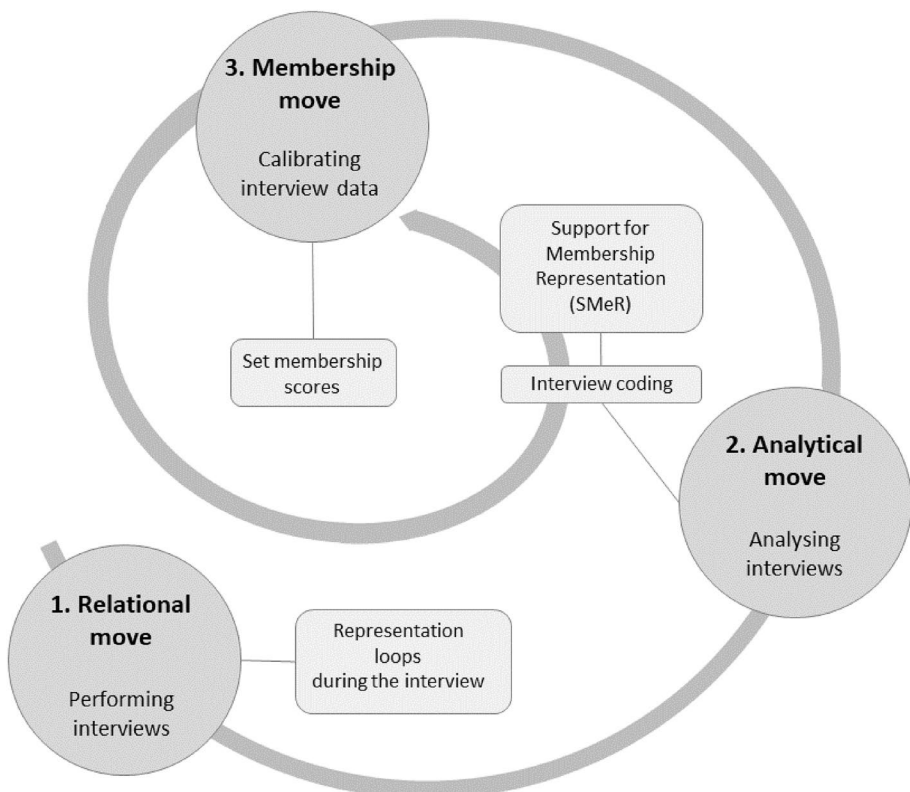 3. Membership
move
Calibrating
interview data
Support for
Membership
Representation
(SMeR)
Set membership
scores
Interview coding
2. Analytical
move
Analysing
interviews
1. Relational
move
Performing
interviews
Representation
loops
during the interview